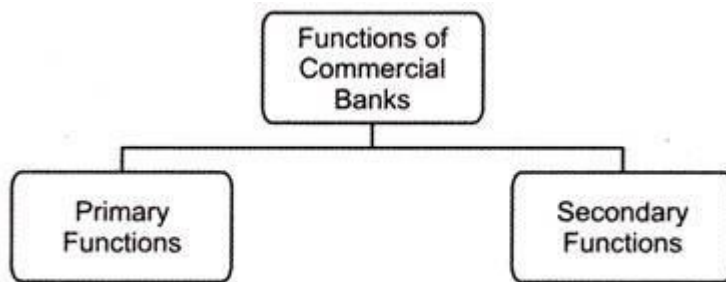 Functions of
Commercial
Banks
Primary
Functions
Secondary
Functions